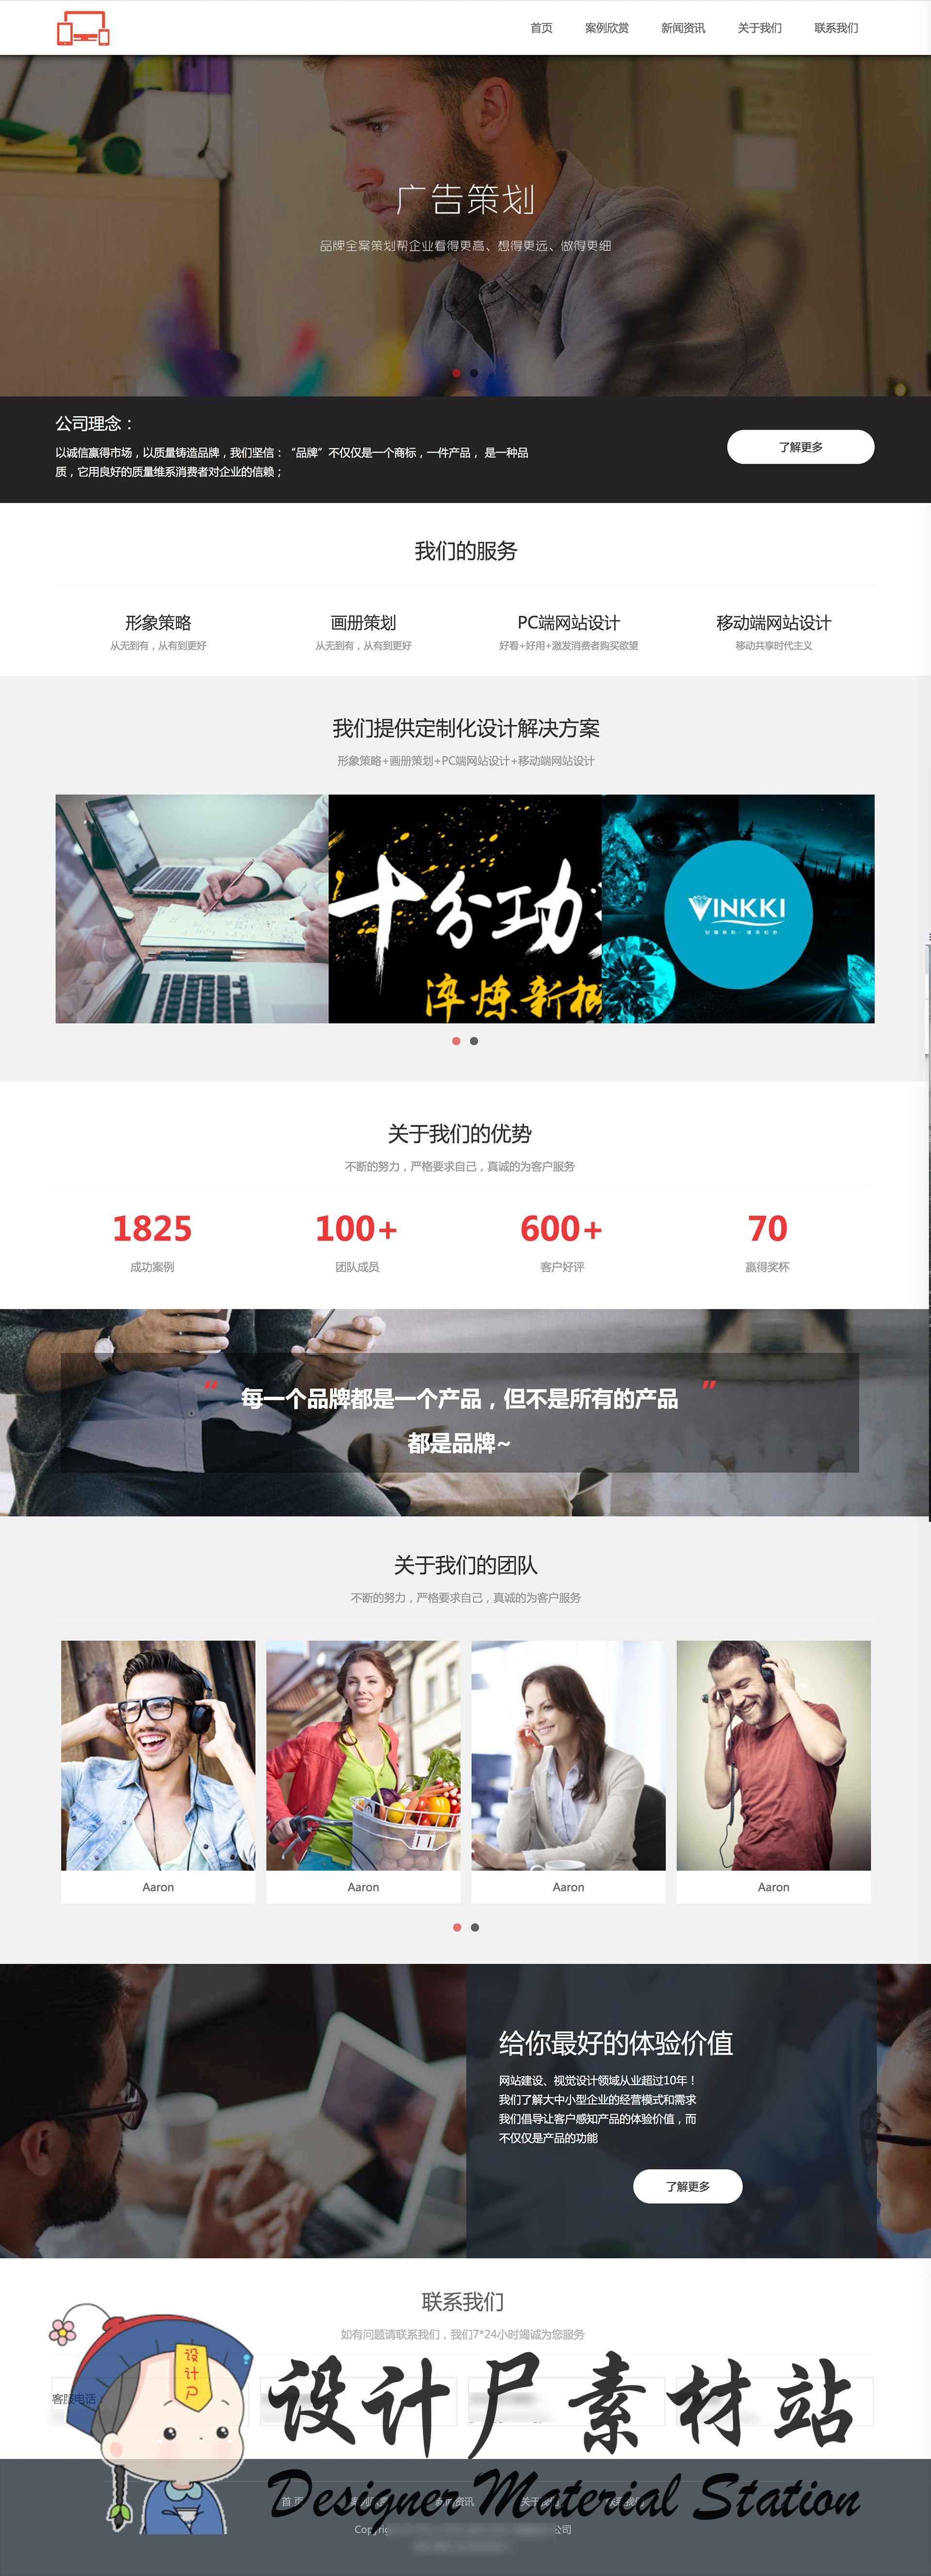 首页 案例欣赏 新闻资讯 关于我们 联系我们
广告策划
品牌全案策划帮企业看得更高、想得更远、做得更细
公司理念：
以诚信赢得市场，以质量铸造品牌，我们坚信：“品牌”不仅仅是一个商标，一件产品， 是一种品
质，它用良好的质量维系消费者对企业的信赖；
了解更多
我们的服务
形象策略 画册策划 PC端网站设计 移动端网站设计
从无到有，从有到更好 从无到有，从有到更好 好看+好用+激发消费者购买欲望 移动共享时代主义
我们提供定制化设计解决方案
形象策略+画册策划+PC端网站设计+移动端网站设计
十分功
淬炼新概
VINKKI
关于我们的优势
不断的努力，严格要求自己，真诚的为客户服务
1825 100+ 600+ 70
成功案例 团队成员 客户好评 赢得奖杯
“ 每一个品牌都是一个产品，但不是所有的产品 ”
都是品牌~
关于我们的团队
不断的努力，严格要求自己，真诚的为客户服务
Aaron Aaron Aaron Aaron
给你最好的体验价值
网站建设、视觉设计领域从业超过10年！
我们了解大中小型企业的经营模式和需求
我们倡导让客户感知产品的体验价值，而
不仅仅是产品的功能
了解更多
联系我们
如有问题请联系我们，我们7*24小时竭诚为您服务
客服电话：
设计尸
设计尸素材站
Designer Material Station
首页 案例欣赏 新闻资讯 关于我们 联系我们
公司